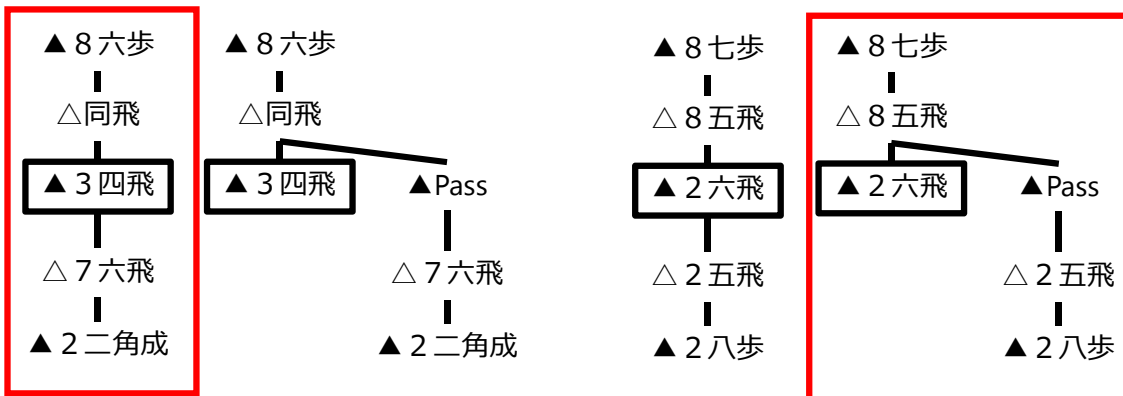 ▲８六歩
△同飛
▲３四飛
△７六飛
▲２二角成
▲８六歩
△同飛
▲３四飛
▲Pass
△７六飛
▲２二角成
▲８七歩
△８五飛
▲２六飛
△２五飛
▲２八歩
▲８七歩
△８五飛
▲２六飛
▲Pass
△２五飛
▲２八歩